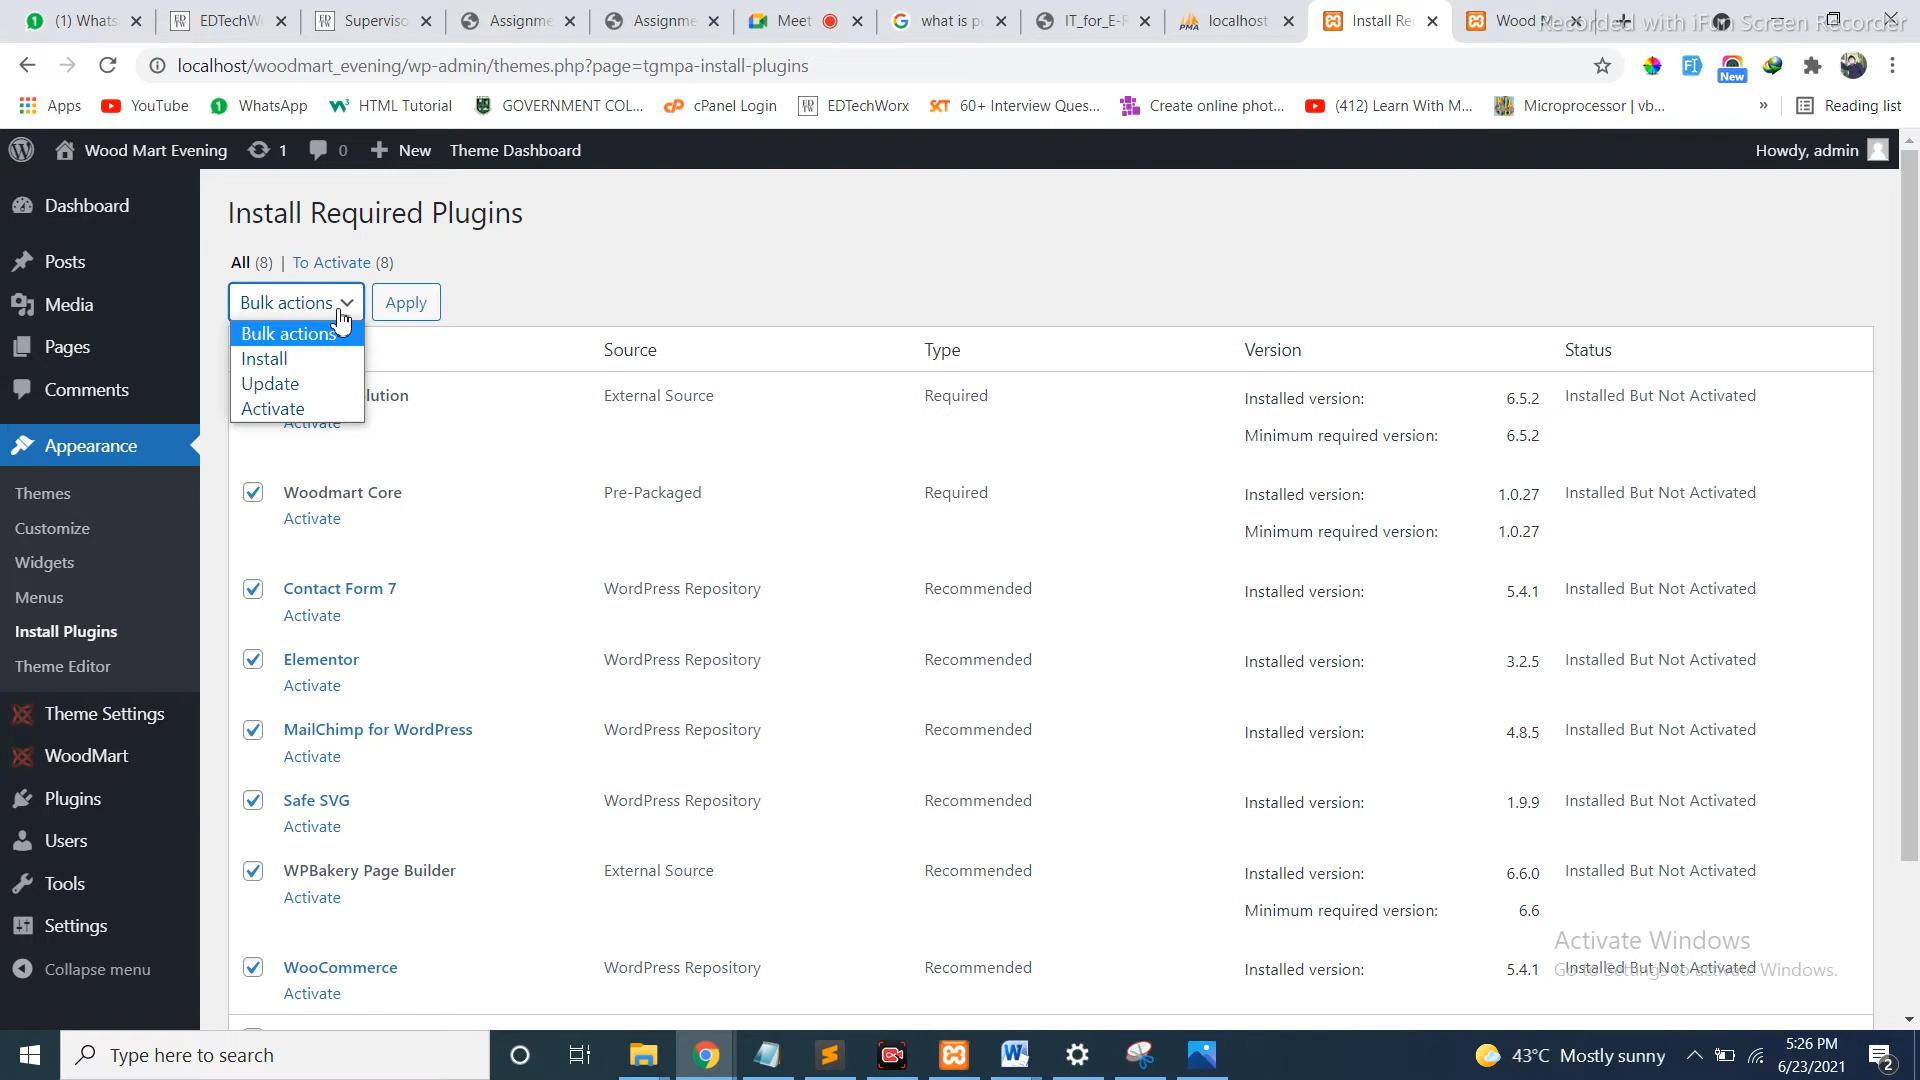 (1) Whats
EDTechW
Superviso
Assignme
Assignme
Meet
what is p
IT_for_E-R
localhost
Install Re
Wood M
Recorded with iFun Screen Recorder
localhost/woodmart_evening/wp-admin/themes.php?page=tgmpa-install-plugins
New
Apps
YouTube
WhatsApp
HTML Tutorial
GOVERNMENT COL...
cPanel Login
EDTechWorx
60+ Interview Ques...
Create online phot...
(412) Learn With M...
Microprocessor | vb...
»
Reading list
Wood Mart Evening 1 0 New Theme Dashboard
Howdy, admin
Dashboard
Posts
Media
Pages
Comments
Appearance
Themes
Customize
Widgets
Menus
Install Plugins
Theme Editor
Theme Settings
WoodMart
Plugins
Users
Tools
Settings
Collapse menu
Install Required Plugins
All (8) | To Activate (8)
Bulk actions
Apply
Bulk actions
Install
Update
Activate
Source Type Version Status
lution External Source Required Installed version: 6.5.2 Installed But Not Activated
Activate
Minimum required version: 6.5.2
Woodmart Core Pre-Packaged Required Installed version: 1.0.27 Installed But Not Activated
Activate
Minimum required version: 1.0.27
Contact Form 7 WordPress Repository Recommended Installed version: 5.4.1 Installed But Not Activated
Activate
Elementor WordPress Repository Recommended Installed version: 3.2.5 Installed But Not Activated
Activate
MailChimp for WordPress WordPress Repository Recommended Installed version: 4.8.5 Installed But Not Activated
Activate
Safe SVG WordPress Repository Recommended Installed version: 1.9.9 Installed But Not Activated
Activate
WPBakery Page Builder External Source Recommended Installed version: 6.6.0 Installed But Not Activated
Activate
Minimum required version: 6.6
WooCommerce WordPress Repository Recommended Installed version: 5.4.1 Installed But Not Activated
Activate
Activate Windows
Go to Settings to activate Windows.
Type here to search
43°C Mostly sunny
5:26 PM
6/23/2021
2